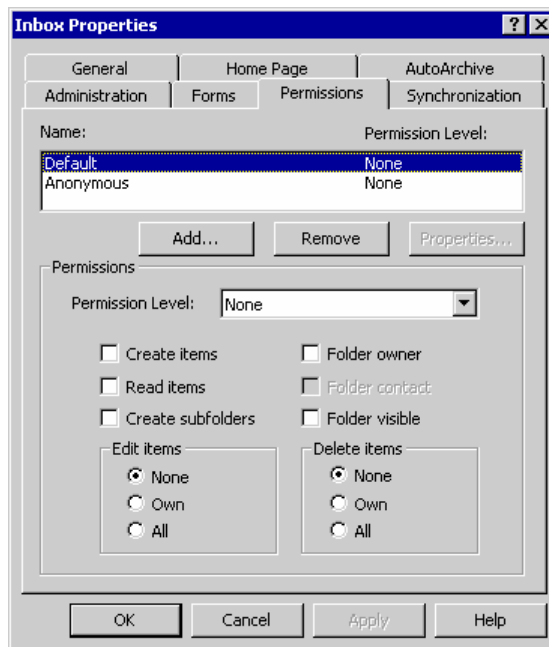 Inbox Properties
General Home Page AutoArchive
Administration Forms Permissions Synchronization
Name: Permission Level:
Default None
Anonymous None
Add... Remove Properties...
Permissions
Permission Level: None
Create items Folder owner
Read items Folder contact
Create subfolders Folder visible
Edit items Delete items
None None
Own Own
All All
OK Cancel Apply Help